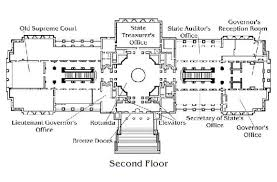 Old Supreme Court
State
Treasurer's
Office
State Auditor's
Office
Governor's
Reception Room
Lieutenant Governor's
Office
Rotunda
Elevators
Secretary of State's
Office
Governor's
Office
Bronze Doors
Second Floor